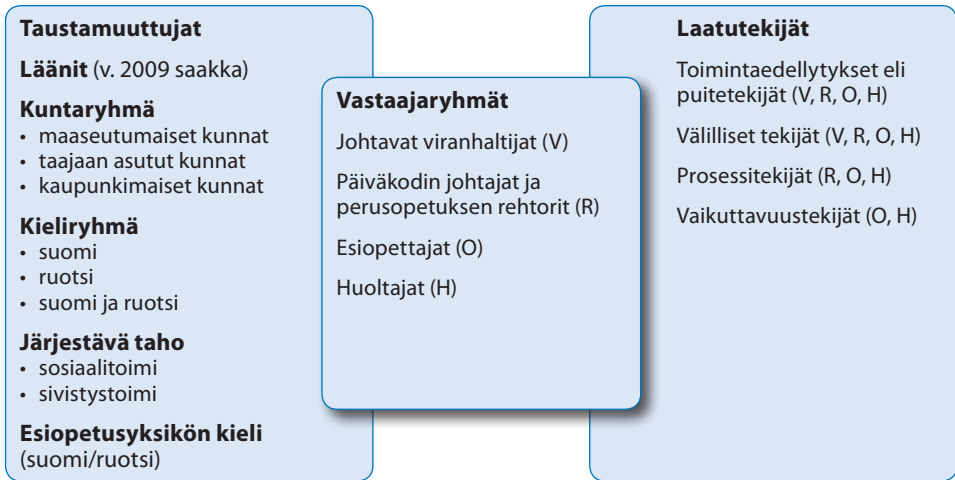 Taustamuuttujat
Läänit (v. 2009 saakka)
Kuntaryhmä
• maaseutumaiset kunnat
• taajaan asutut kunnat
• kaupunkimaiset kunnat
Kieliryhmä
• suomi
• ruotsi
• suomi ja ruotsi
Järjestävä taho
• sosiaalitoimi
• sivistystoimi
Esiopetusyksikön kieli
(suomi/ruotsi)
Vastaajaryhmät
Johtavat viranhaltijat (V)
Päiväkodin johtajat ja
perusopetuksen rehtorit (R)
Esiopettajat (O)
Huoltajat (H)
Laatutekijät
Toimintaedellytykset eli
puitetekijät (V, R, O, H)
Välilliset tekijät (V, R, O, H)
Prosessitekijät (R, O, H)
Vaikuttavuustekijät (O, H)